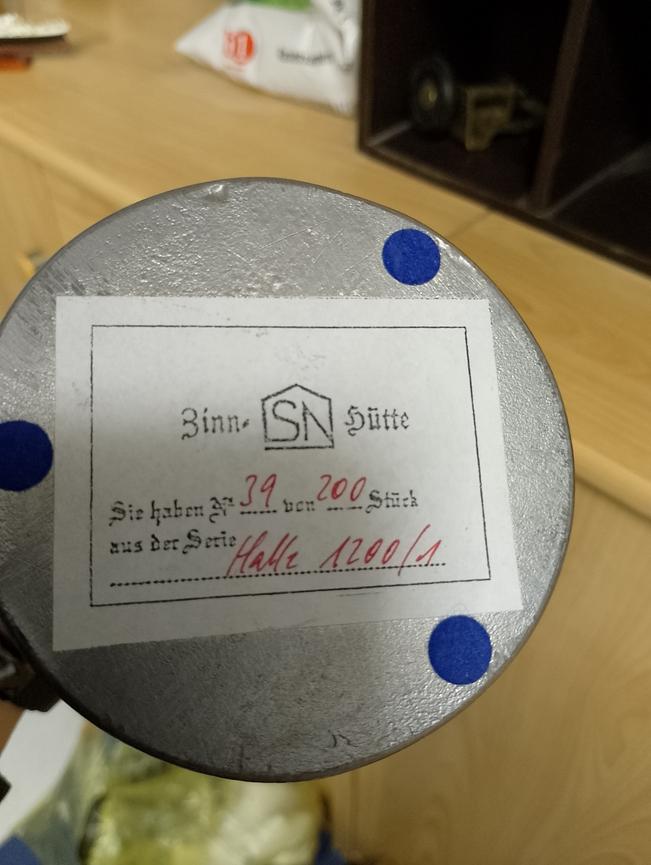 Zinn- SN Hütte
Sie haben No 39 von 200 Stück
aus der Serie Halle 1200/1